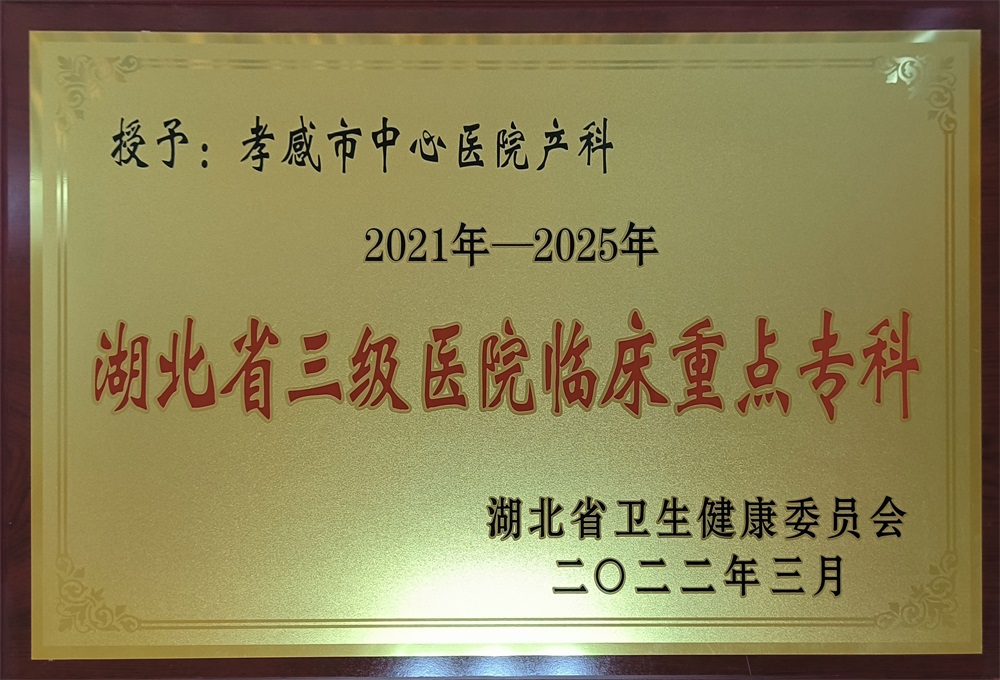 授予：孝感市中心医院产科
2021年—2025年
湖北省三级医院临床重点专科
湖北省卫生健康委员会
二〇二二年三月